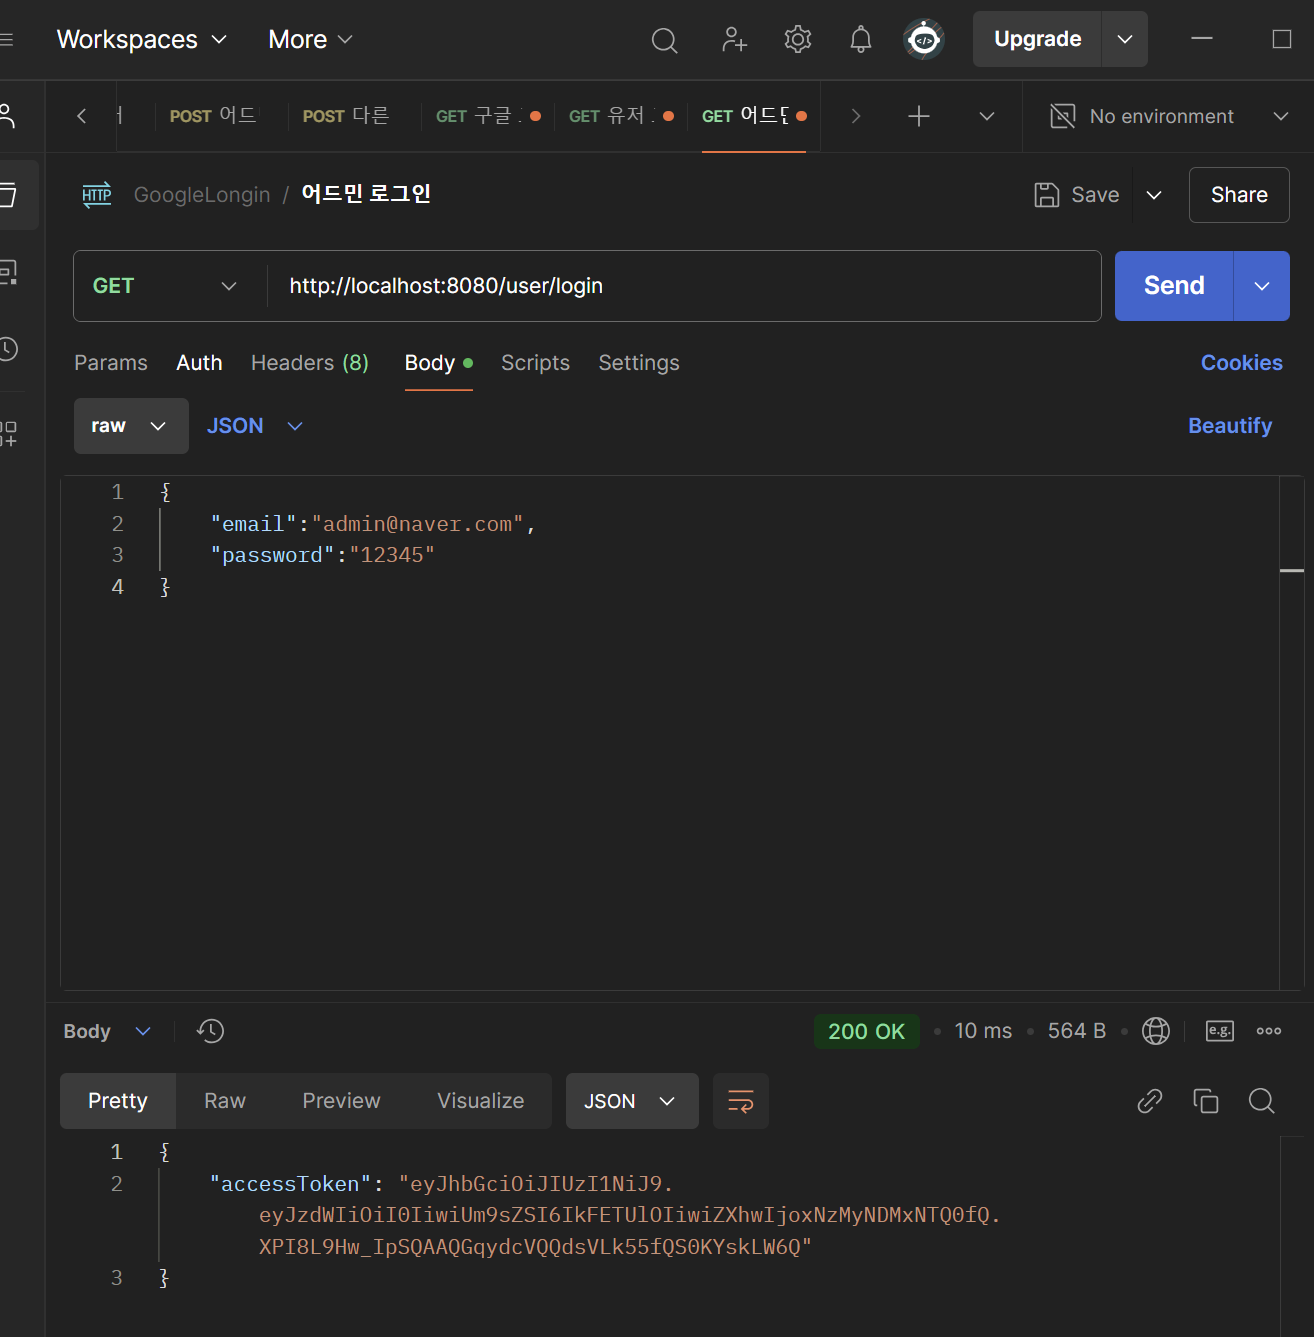 Workspaces More Upgrade
POST 어드 POST 다른 GET 구글 GET 유저 GET 어드 No environment
HTTP GoogleLongin / 어드민 로그인 Save Share
GET http://localhost:8080/user/login Send
Params Auth Headers (8) Body Scripts Settings Cookies
raw JSON Beautify
1 {
2 "email":"admin@naver.com",
3 "password":"12345"
4 }
Body 200 OK 10 ms 564 B e.g.
Pretty Raw Preview Visualize JSON
1 {
2 "accessToken": "eyJhbGciOiJIUzI1NiJ9.
eyJzdWIiOiI0IiwiUm9sZSI6IkFETUlOIiwiZXhwIjoxNzMyNDMxNTQ0fQ.
XPI8L9Hw_IpSQAAQGqydcVQQdsVLk55fQS0KYskLW6Q"
3 }